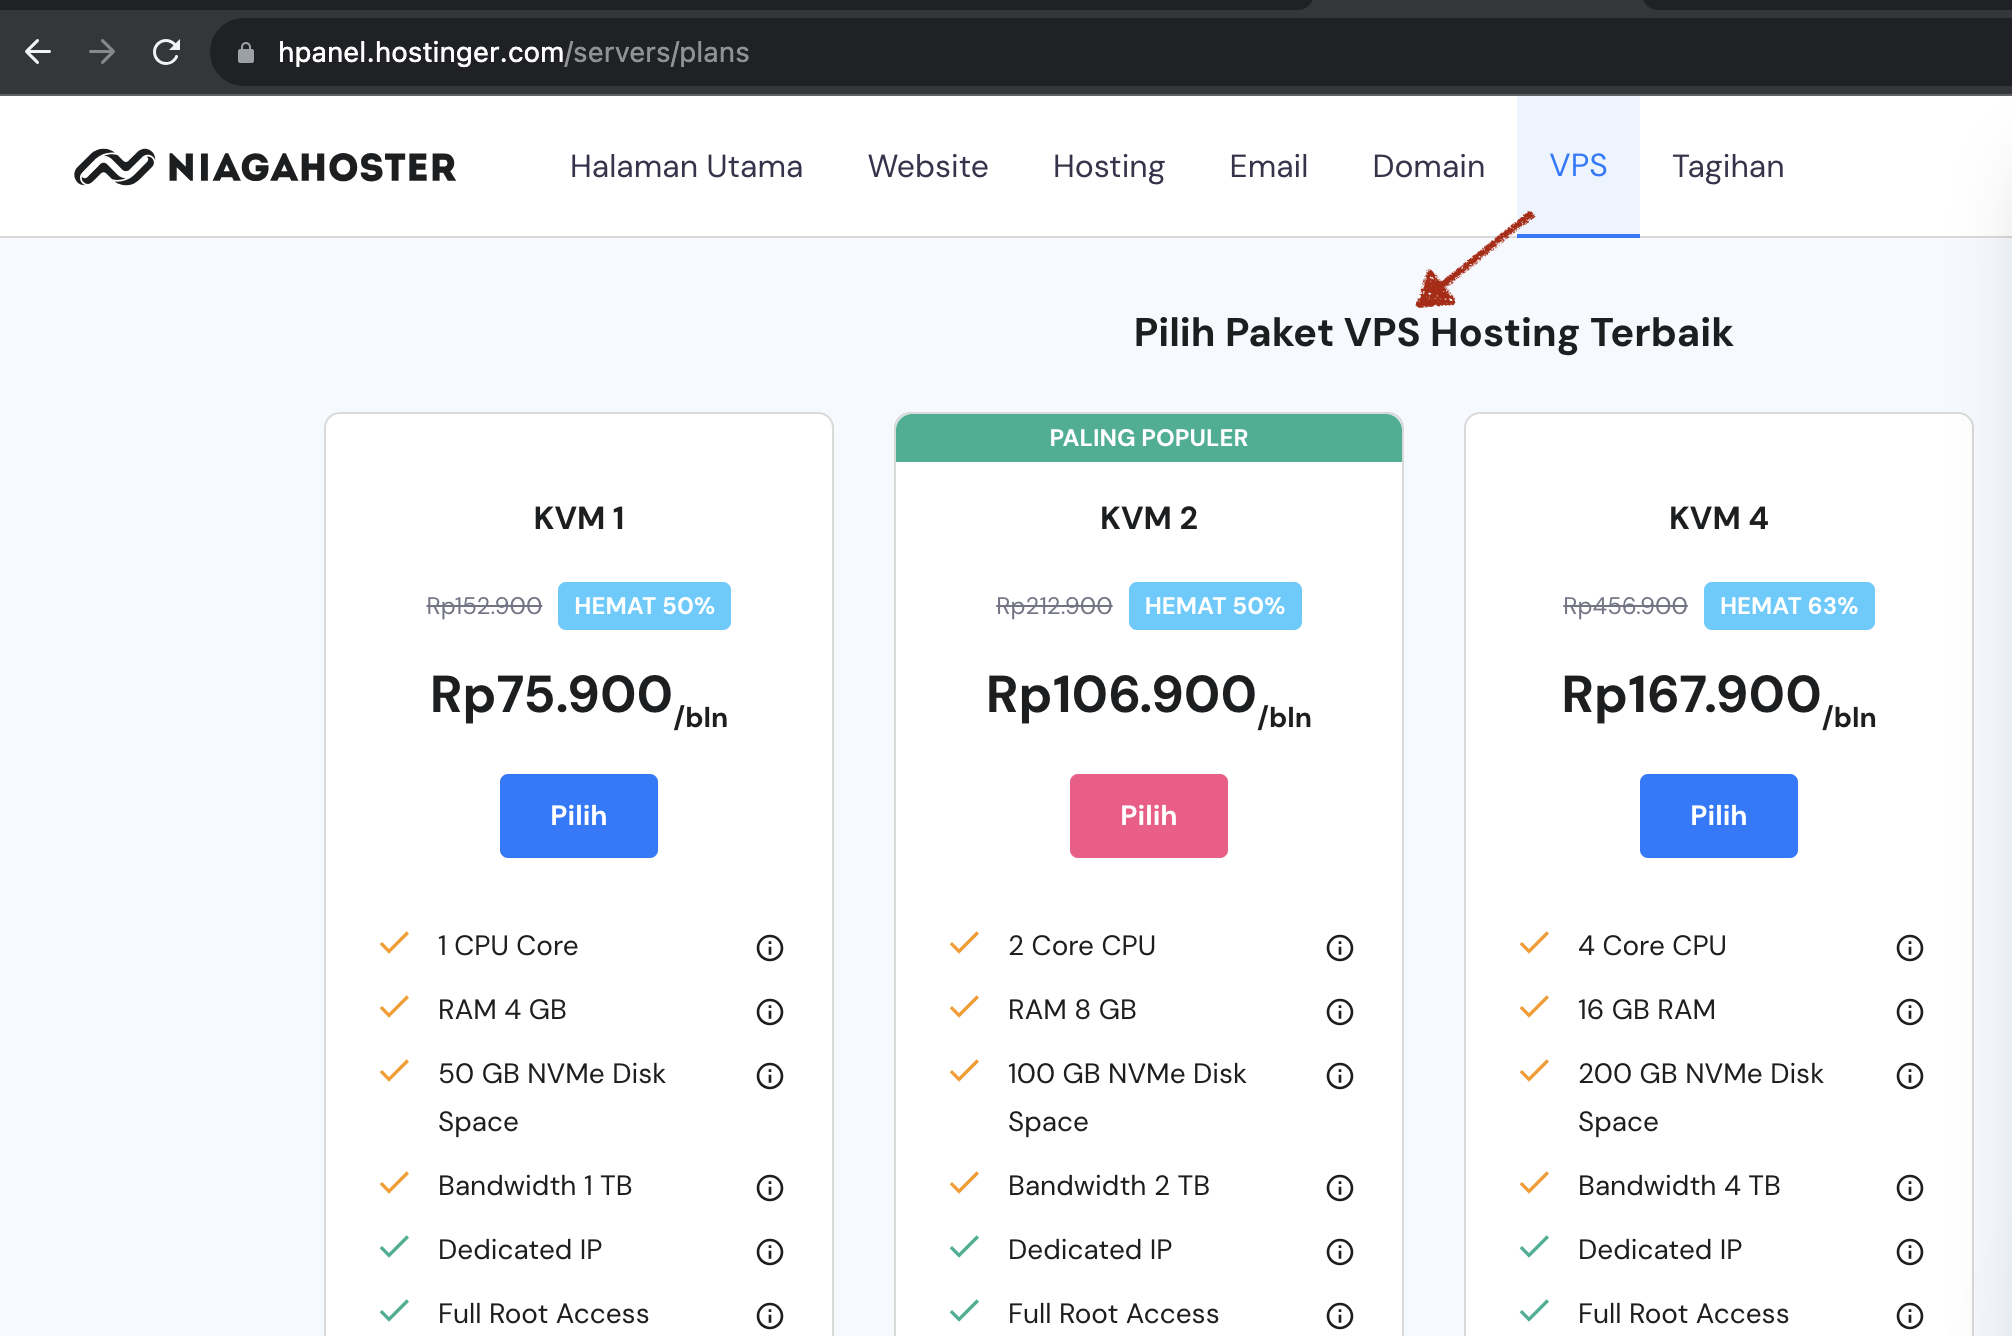 hpanel.hostinger.com/servers/plans
NIAGAHOSTER
Halaman Utama
Website
Hosting
Email
Domain
VPS
Tagihan
Pilih Paket VPS Hosting Terbaik
KVM 1
Rp152.900 HEMAT 50%
Rp75.900/bln
Pilih
1 CPU Core
RAM 4 GB
50 GB NVMe Disk
Space
Bandwidth 1 TB
Dedicated IP
Full Root Access
PALING POPULER
KVM 2
Rp212.900 HEMAT 50%
Rp106.900/bln
Pilih
2 Core CPU
RAM 8 GB
100 GB NVMe Disk
Space
Bandwidth 2 TB
Dedicated IP
Full Root Access
KVM 4
Rp456.900 HEMAT 63%
Rp167.900/bln
Pilih
4 Core CPU
16 GB RAM
200 GB NVMe Disk
Space
Bandwidth 4 TB
Dedicated IP
Full Root Access